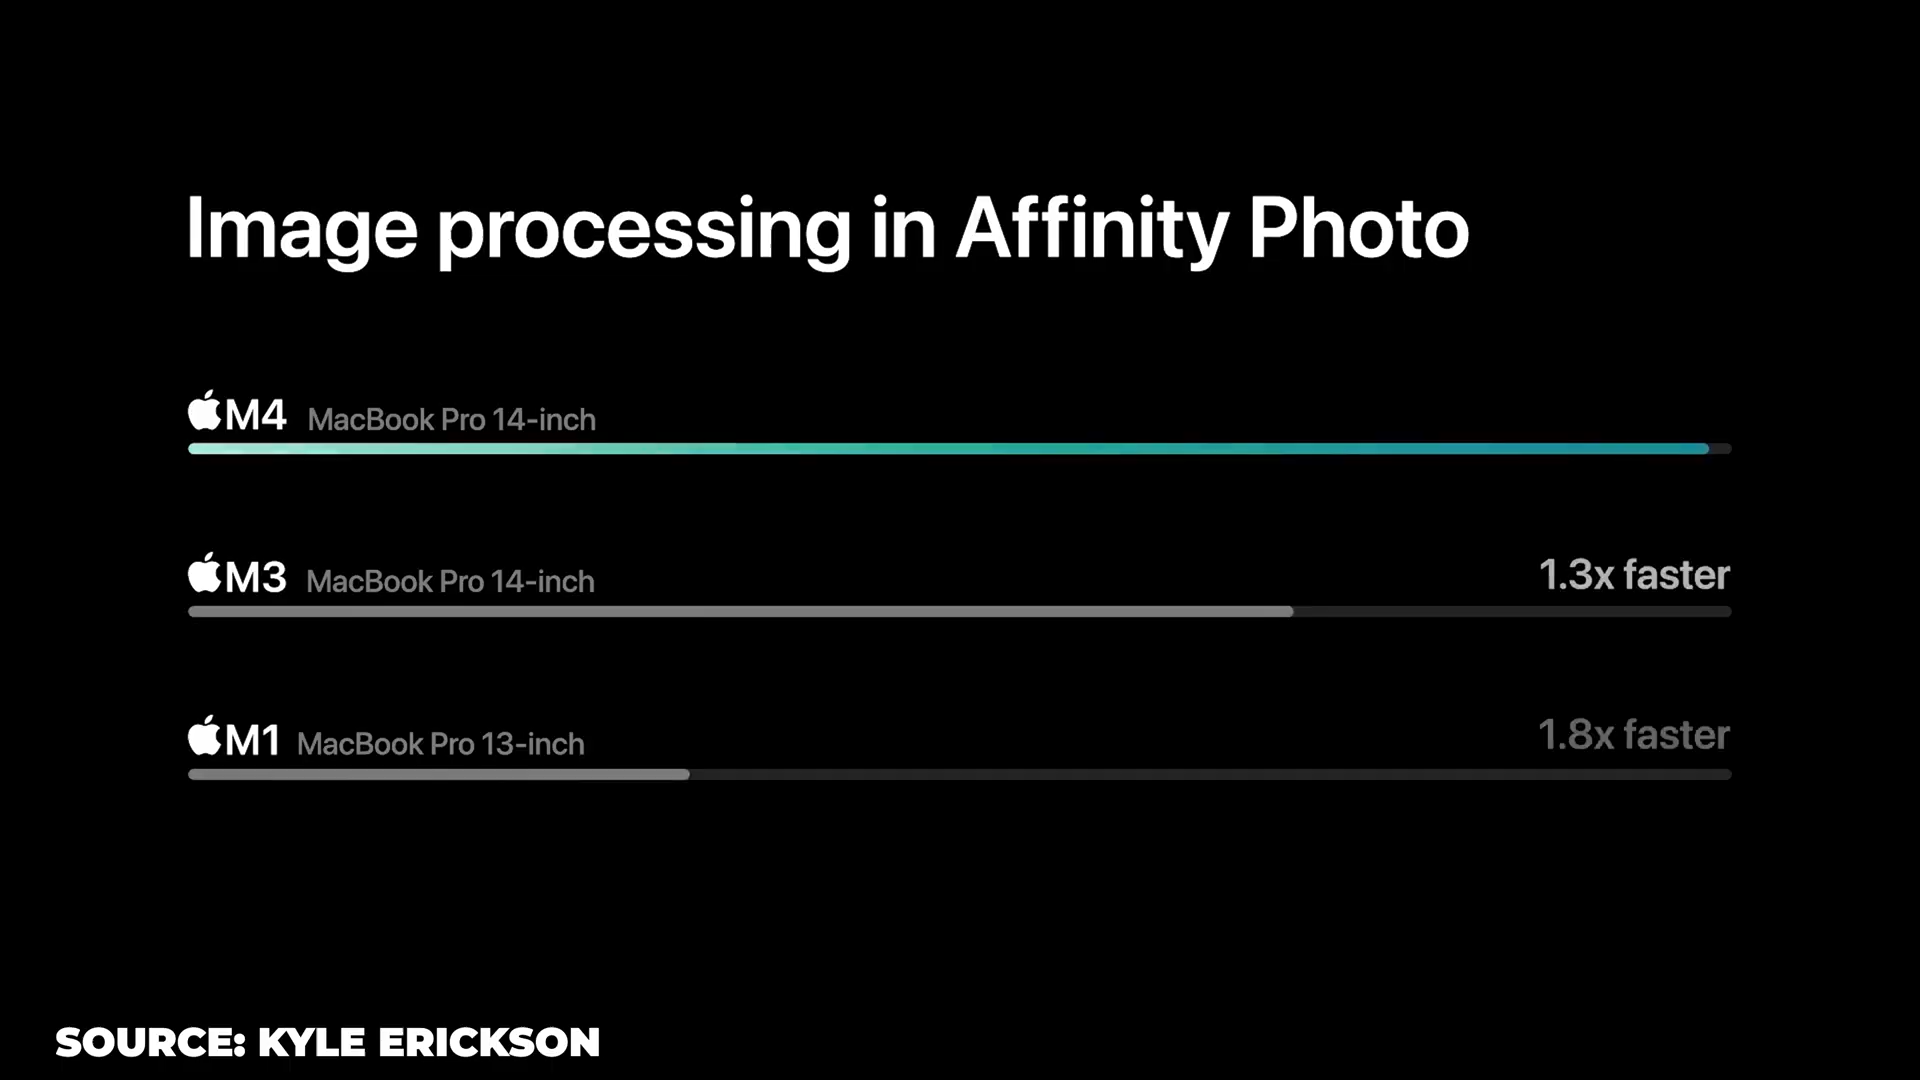 Image processing in Affinity Photo
M4 MacBook Pro 14-inch
M3 MacBook Pro 14-inch 1.3x faster
M1 MacBook Pro 13-inch 1.8x faster
SOURCE: KYLE ERICKSON